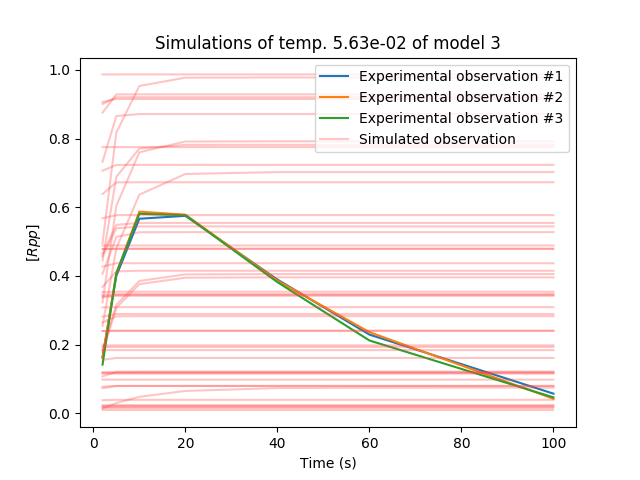 Simulations of temp. 5.63e-02 of model 3
Experimental observation #1
Experimental observation #2
Experimental observation #3
Simulated observation
[Rpp]
1.0
0.8
0.6
0.4
0.2
0.0
0 20 40 60 80 100
Time (s)